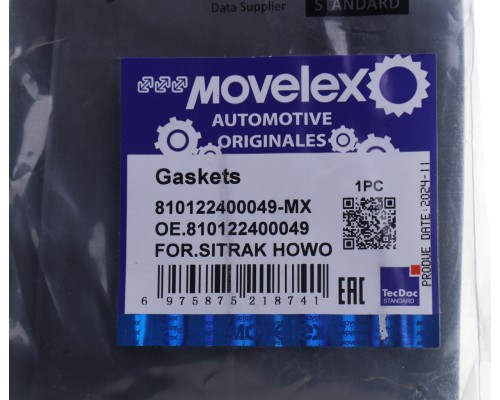 Data Supplier
STANDARD
MOVELEX
AUTOMOTIVE
ORIGINALES
Gaskets
810122400049-MX
1PC
OE.810122400049
FOR.SITRAK HOWO
PRODUE DATE:2024-11
6 975875 218741
EAC
TecDoc
STANDARD
MOVELEX